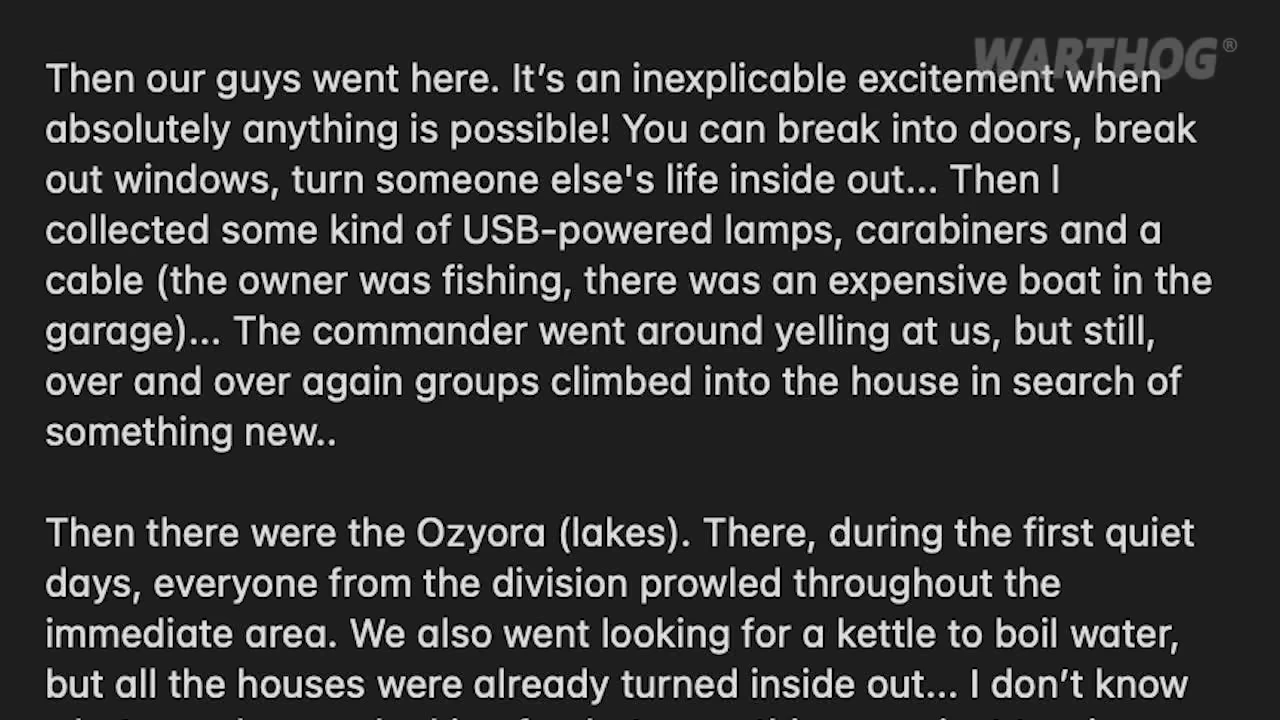 WARTHOG®
Then our guys went here. It’s an inexplicable excitement when
absolutely anything is possible! You can break into doors, break
out windows, turn someone else's life inside out... Then I
collected some kind of USB-powered lamps, carabiners and a
cable (the owner was fishing, there was an expensive boat in the
garage)... The commander went around yelling at us, but still,
over and over again groups climbed into the house in search of
something new..
Then there were the Ozyora (lakes). There, during the first quiet
days, everyone from the division prowled throughout the
immediate area. We also went looking for a kettle to boil water,
but all the houses were already turned inside out... I don’t know